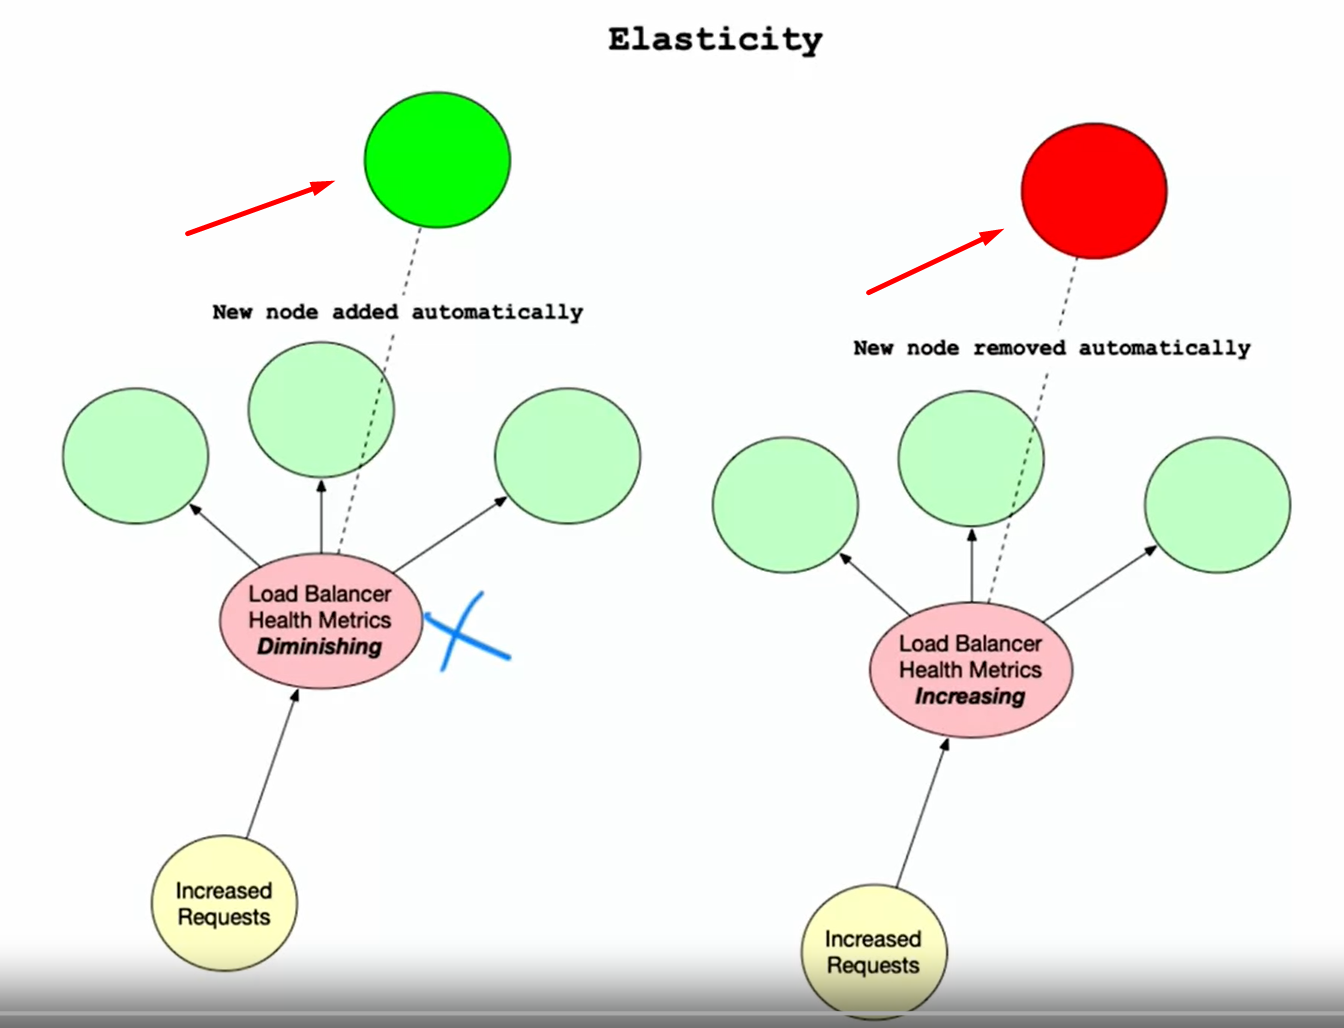 Elasticity
New node added automatically
Load Balancer
Health Metrics
Diminishing
Increased
Requests
New node removed automatically
Load Balancer
Health Metrics
Increasing
Increased
Requests